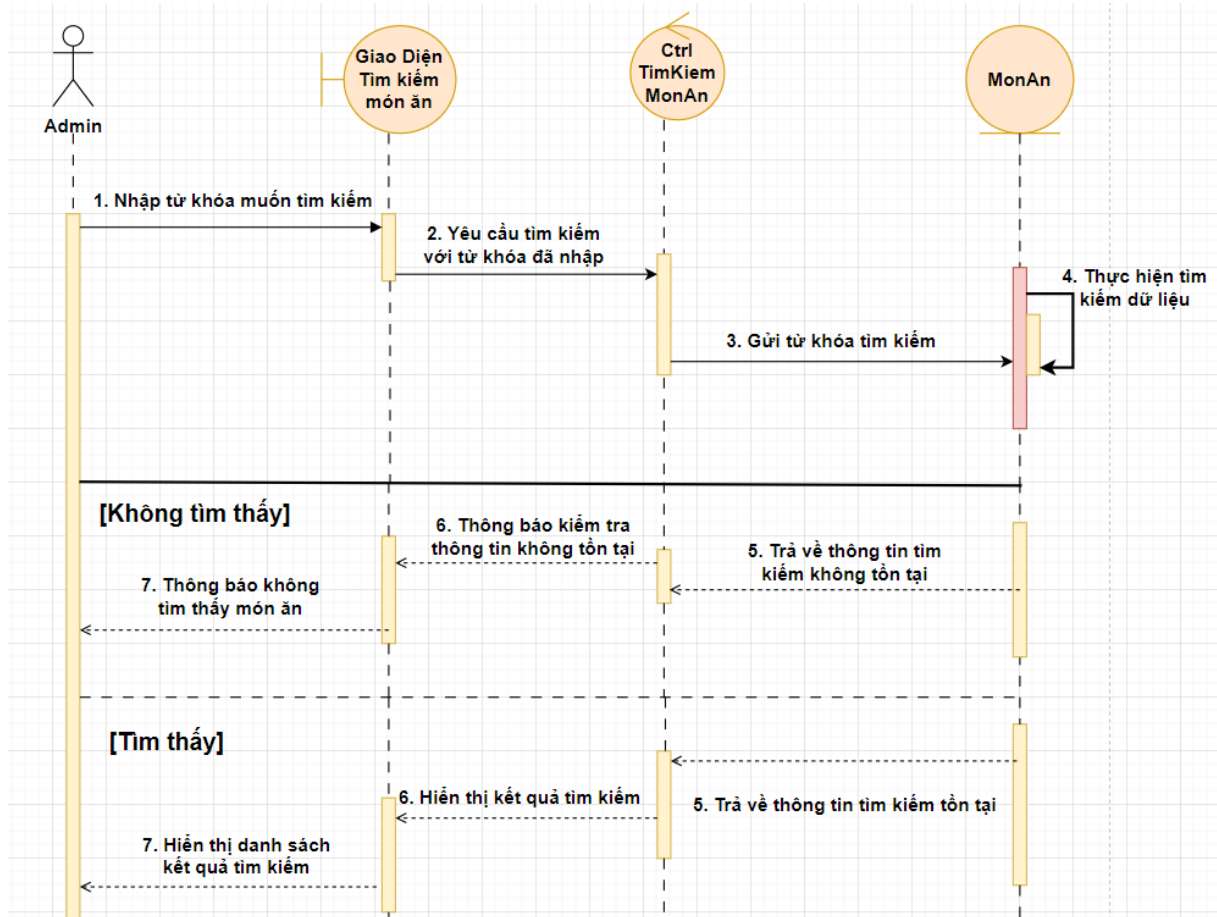 Giao Diện
Tìm kiếm
món ăn
Ctrl
TimKiem
MonAn
MonAn
Admin
1. Nhập từ khóa muốn tìm kiếm
2. Yêu cầu tìm kiếm
với từ khóa đã nhập
4. Thực hiện tìm
kiếm dữ liệu
3. Gửi từ khóa tìm kiếm
[Không tìm thấy]
6. Thông báo kiểm tra
thông tin không tồn tại
5. Trả về thông tin tìm
kiếm không tồn tại
7. Thông báo không
tìm thấy món ăn
[Tìm thấy]
6. Hiển thị kết quả tìm kiếm
5. Trả về thông tin tìm kiếm tồn tại
7. Hiển thị danh sách
kết quả tìm kiếm